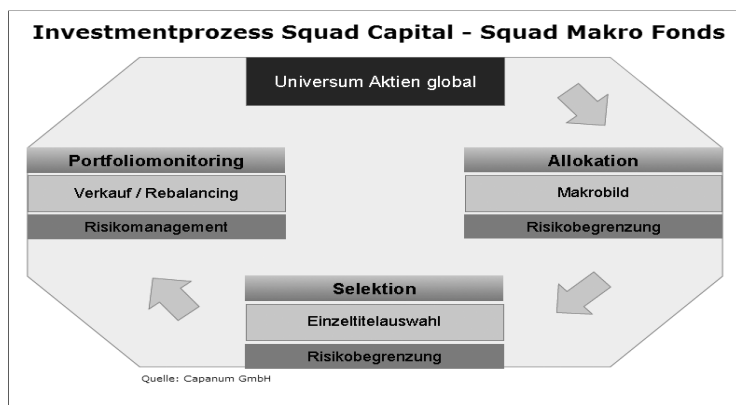 Investmentprozess Squad Capital - Squad Makro Fonds
Universum Aktien global
Portfoliomonitoring
Verkauf / Rebalancing
Risikomanagement
Allokation
Makrobild
Risikobegrenzung
Selektion
Einzeltitelauswahl
Risikobegrenzung
Quelle: Capanum GmbH